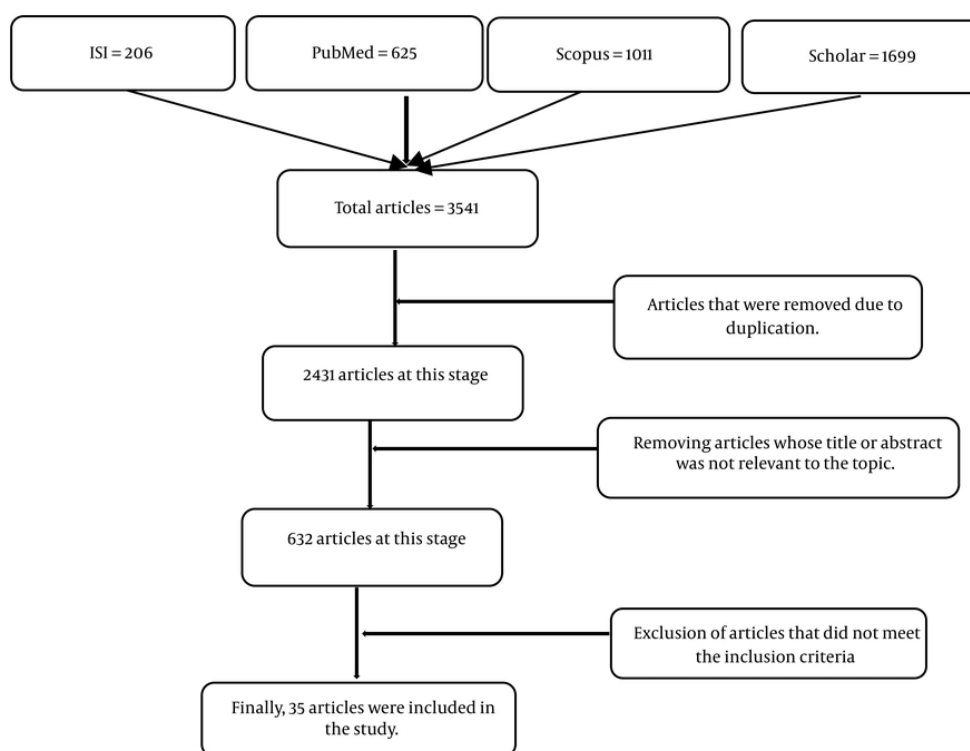 ISI = 206
PubMed = 625
Scopus = 1011
Scholar = 1699
Total articles = 3541
Articles that were removed due to
duplication.
2431 articles at this stage
Removing articles whose title or abstract
was not relevant to the topic.
632 articles at this stage
Exclusion of articles that did not meet
the inclusion criteria
Finally, 35 articles were included in
the study.